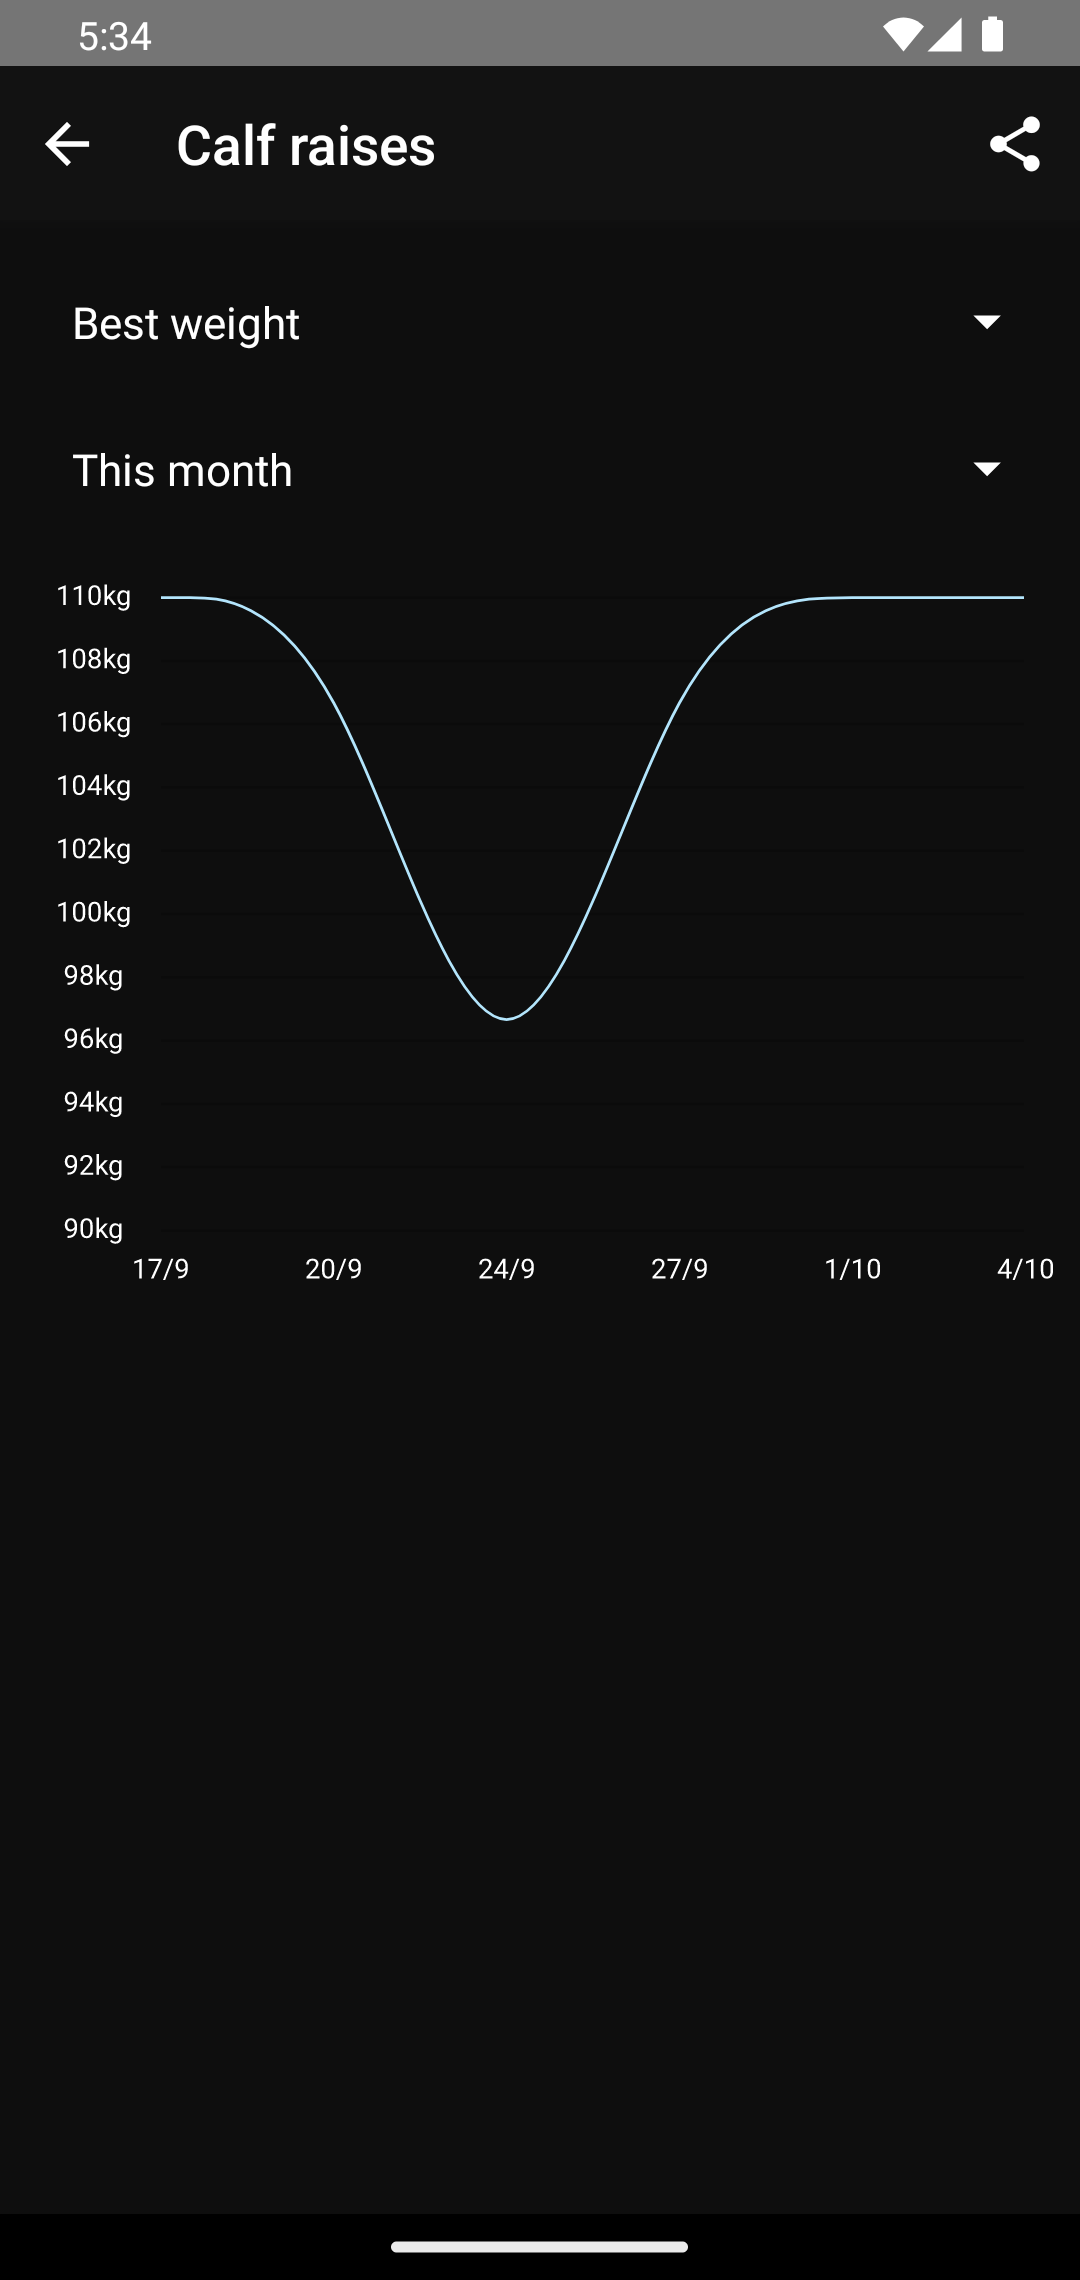 5:34
Calf raises
Best weight
This month
110kg
108kg
106kg
104kg
102kg
100kg
98kg
96kg
94kg
92kg
90kg
17/9 20/9 24/9 27/9 1/10 4/10